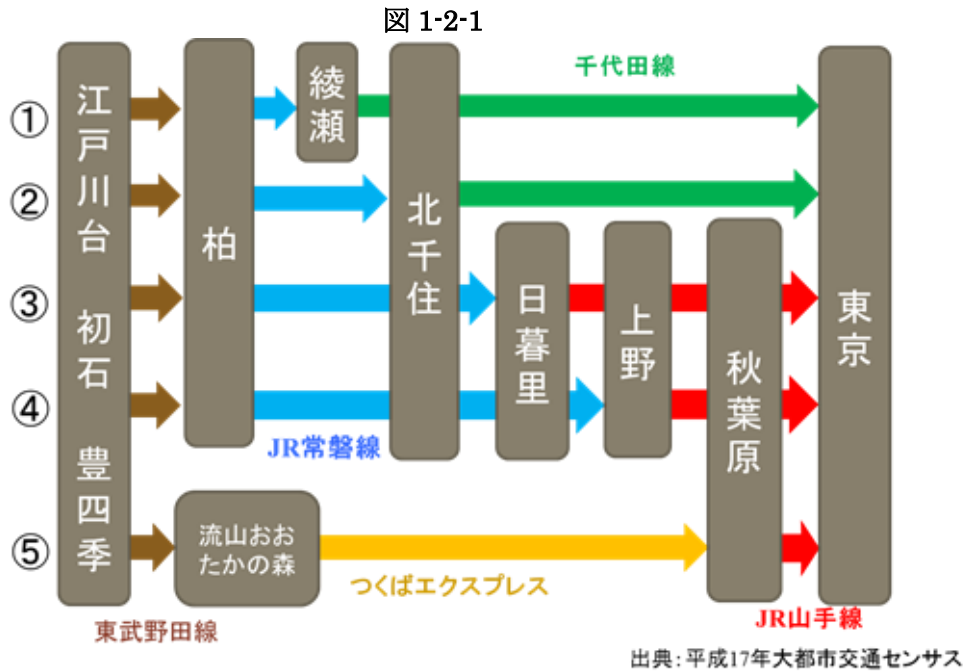 図 1-2-1
千代田線
①
②
③
④
⑤
江戸川台 初石 豊四季
柏
綾瀬
北千住
日暮里
上野
秋葉原
東京
JR常磐線
流山おお
たかの森
つくばエクスプレス
東武野田線
JR山手線
出典：平成17年大都市交通センサス